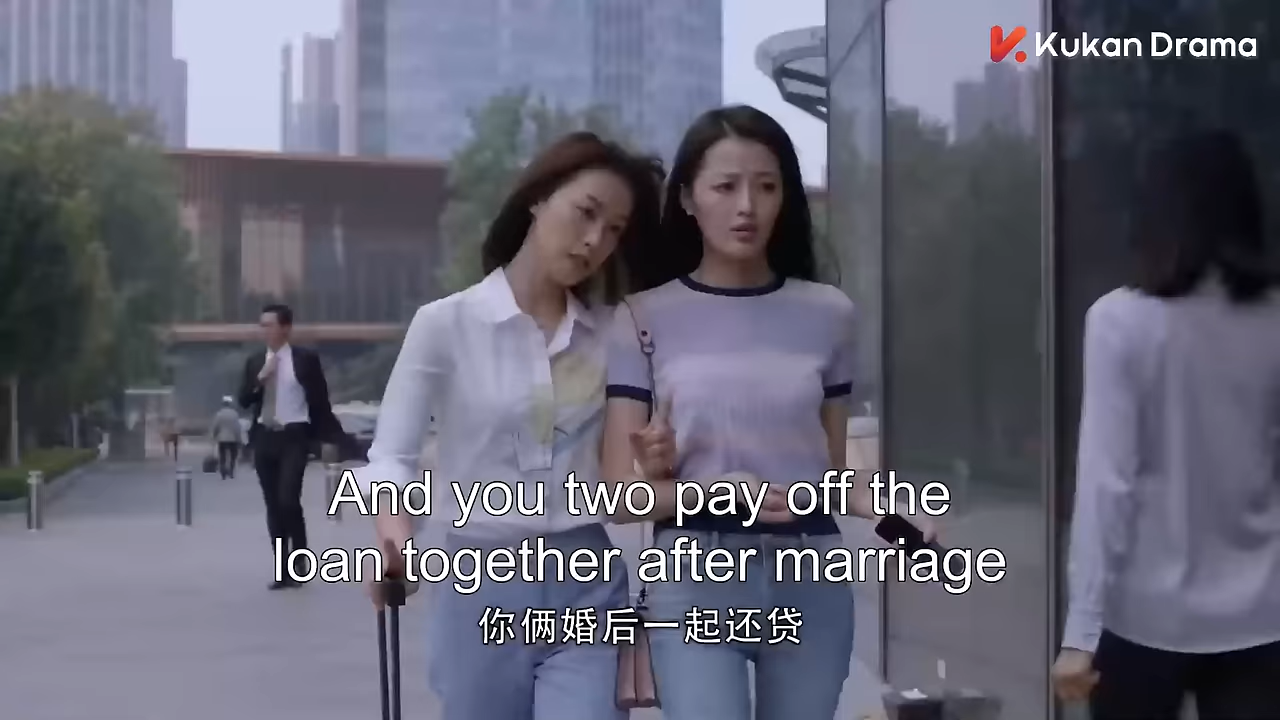 Kukan Drama
And you two pay off the
loan together after marriage
你俩婚后一起还贷